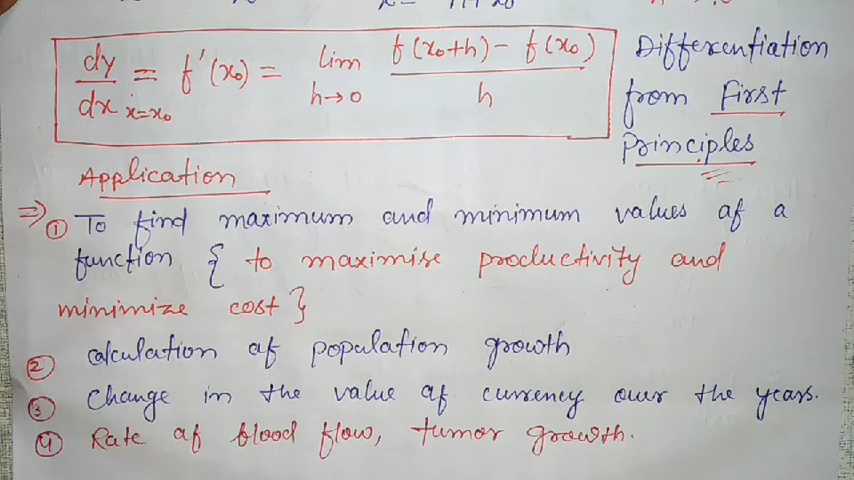 dy/dx x=x₀ = f'(x₀) = lim h→0 f(x₀+h) − f(x₀) / h
Differentiation
from First
Principles
Application
⇒ ① To find maximum and minimum values of a
function { to maximise productivity and
minimize cost }
② calculation of population growth
③ Change in the value of currency over the years.
④ Rate of blood flow, tumor growth.